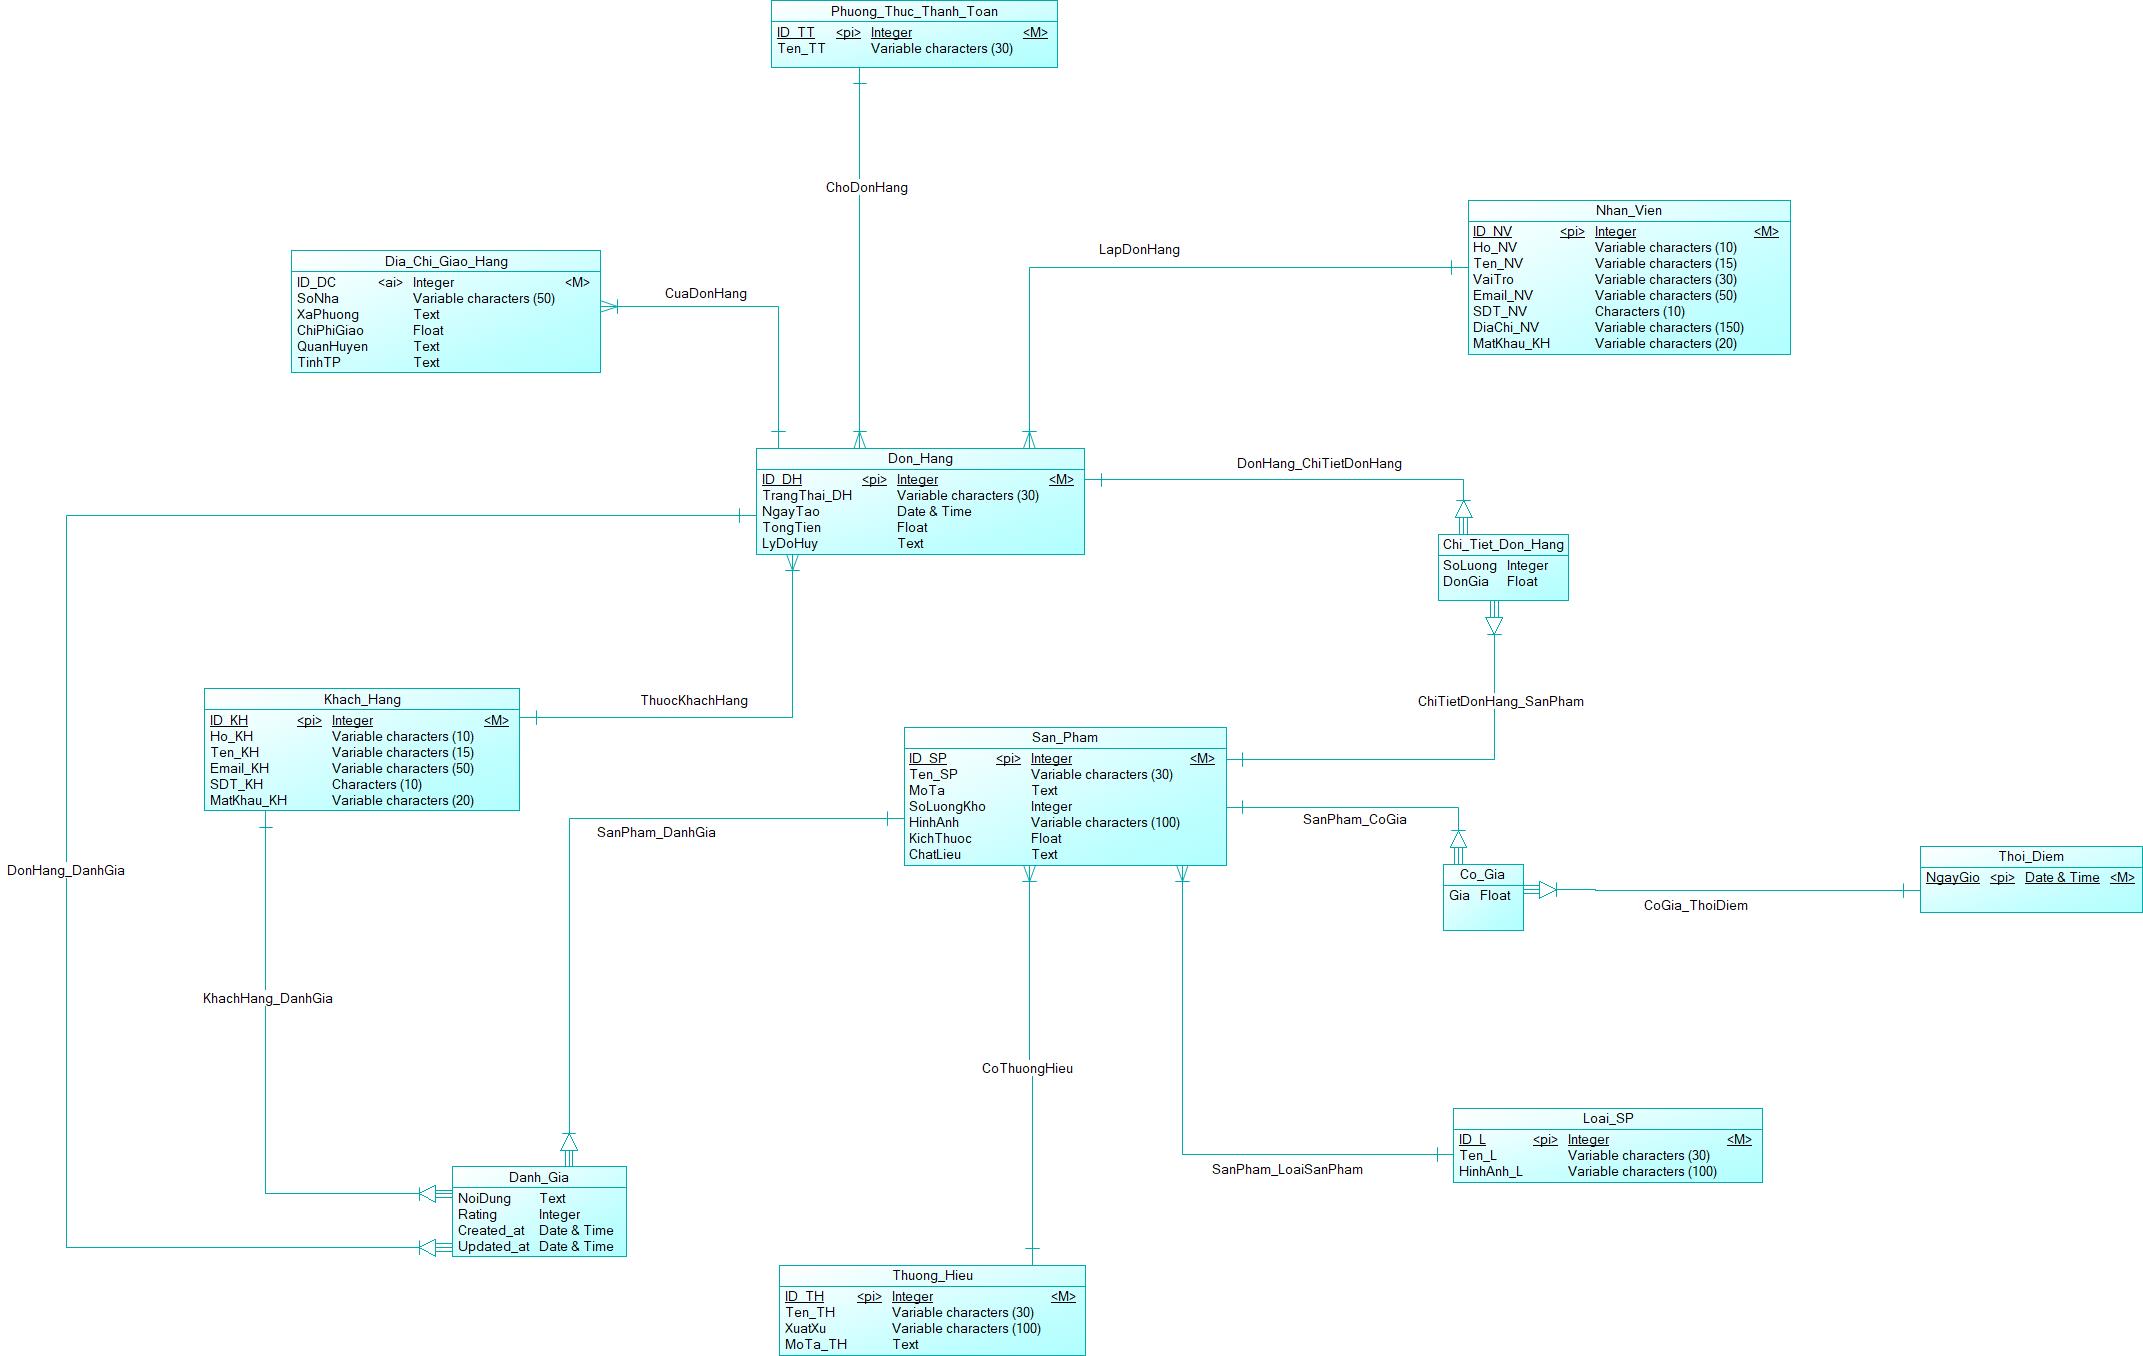 Phuong_Thuc_Thanh_Toan
ID_TT <pi> Integer <M>
Ten_TT Variable characters (30)
ChoDonHang
Nhan_Vien
ID_NV <pi> Integer <M>
Ho_NV Variable characters (10)
Ten_NV Variable characters (15)
VaiTro Variable characters (30)
Email_NV Variable characters (50)
SDT_NV Characters (10)
DiaChi_NV Variable characters (150)
MatKhau_KH Variable characters (20)
LapDonHang
Dia_Chi_Giao_Hang
ID_DC <ai> Integer <M>
SoNha Variable characters (50)
XaPhuong Text
ChiPhiGiao Float
QuanHuyen Text
TinhTP Text
CuaDonHang
Don_Hang
ID_DH <pi> Integer <M>
TrangThai_DH Variable characters (30)
NgayTao Date & Time
TongTien Float
LyDoHuy Text
DonHang_ChiTietDonHang
Chi_Tiet_Don_Hang
SoLuong Integer
DonGia Float
ChiTietDonHang_SanPham
Khach_Hang
ID_KH <pi> Integer <M>
Ho_KH Variable characters (10)
Ten_KH Variable characters (15)
Email_KH Variable characters (50)
SDT_KH Characters (10)
MatKhau_KH Variable characters (20)
ThuocKhachHang
San_Pham
ID_SP <pi> Integer <M>
Ten_SP Variable characters (30)
MoTa Text
SoLuongKho Integer
HinhAnh Variable characters (100)
KichThuoc Float
ChatLieu Text
SanPham_DanhGia
SanPham_CoGia
Co_Gia
Gia Float
CoGia_ThoiDiem
Thoi_Diem
NgayGio <pi> Date & Time <M>
DonHang_DanhGia
KhachHang_DanhGia
CoThuongHieu
Loai_SP
ID_L <pi> Integer <M>
Ten_L Variable characters (30)
HinhAnh_L Variable characters (100)
SanPham_LoaiSanPham
Danh_Gia
NoiDung Text
Rating Integer
Created_at Date & Time
Updated_at Date & Time
Thuong_Hieu
ID_TH <pi> Integer <M>
Ten_TH Variable characters (30)
XuatXu Variable characters (100)
MoTa_TH Text